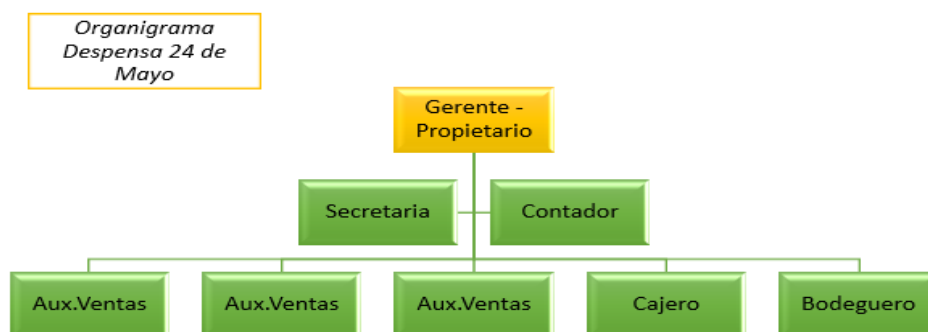 Organigrama
Despensa 24 de
Mayo
Gerente -
Propietario
Secretaria
Contador
Aux.Ventas
Aux.Ventas
Aux.Ventas
Cajero
Bodeguero